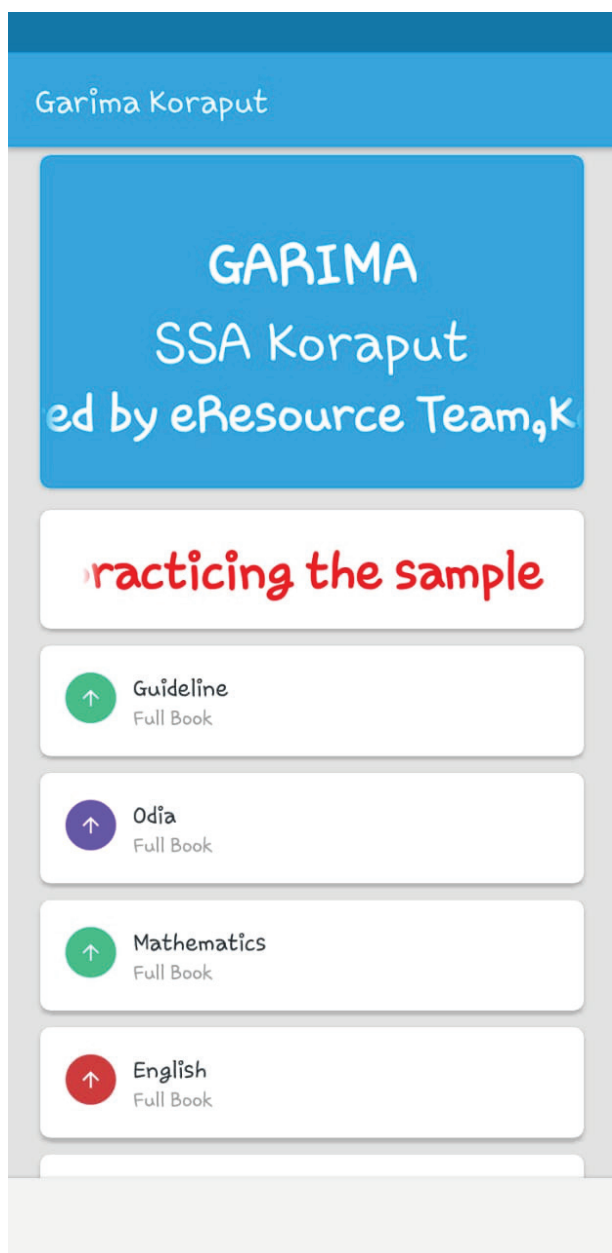 Garima Koraput
GARIMA
SSA Koraput
ed by eResource Team,K
racticing the sample
Guideline
Full Book
Odia
Full Book
Mathematics
Full Book
English
Full Book